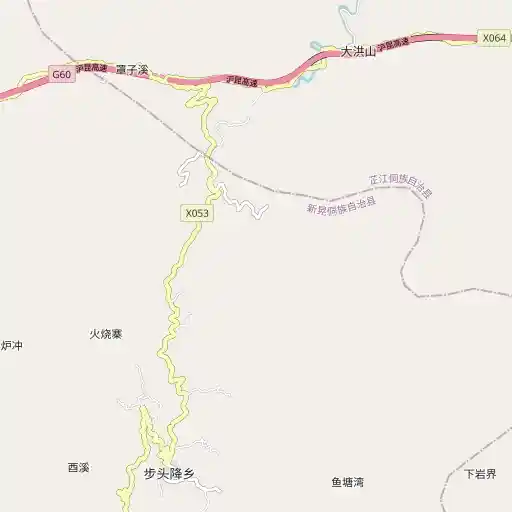 X064
大洪山
沪昆高速
沪昆高速
罩子溪
沪昆高速
G60
芷江侗族自治县
新晃侗族自治县
X053
火烧寨
炉冲
酉溪
步头降乡
鱼塘湾
下岩界